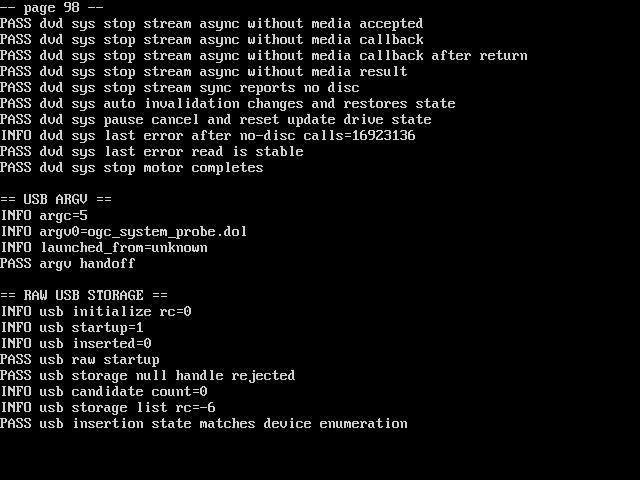 -- page 98 --
PASS dvd sys stop stream async without media accepted
PASS dvd sys stop stream async without media callback
PASS dvd sys stop stream async without media callback after return
PASS dvd sys stop stream async without media result
PASS dvd sys stop stream sync reports no disc
PASS dvd sys auto invalidation changes and restores state
PASS dvd sys pause cancel and reset update drive state
INFO dvd sys last error after no-disc calls=16923136
PASS dvd sys last error read is stable
PASS dvd sys stop motor completes
== USB ARGV ==
INFO argc=5
INFO argv0=ogc_system_probe.dol
INFO launched_from=unknown
PASS argv handoff
== RAW USB STORAGE ==
INFO usb initialize rc=0
INFO usb startup=1
INFO usb inserted=0
PASS usb raw startup
PASS usb storage null handle rejected
INFO usb candidate count=0
INFO usb storage list rc=-6
PASS usb insertion state matches device enumeration